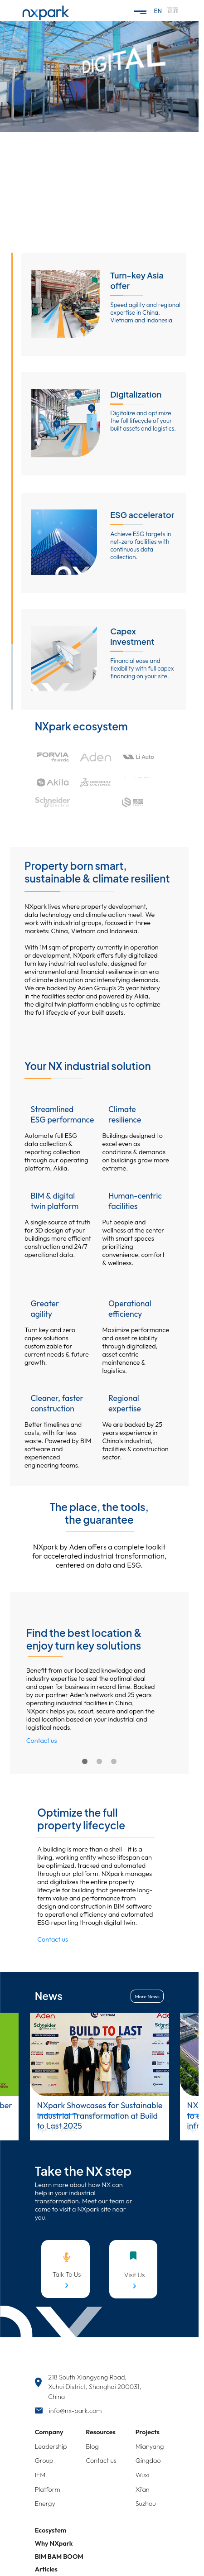 nxpark
EN
DIGITAL
Turn-key Asia
offer
Speed agility and regional
expertise in China,
Vietnam and Indonesia
Digitalization
Digitalize and optimize
the full lifecycle of your
built assets and logistics.
ESG accelerator
Achieve ESG targets in
net-zero facilities with
continuous data
collection.
Capex
investment
Financial ease and
flexibility with full capex
financing on your site.
NXpark ecosystem
FORVIA
faurecia
Aden
Li Auto
Akila
Schneider
Electric
Property born smart,
sustainable & climate resilient
NXpark lives where property development,
data technology and climate action meet. We
work with industrial groups, focused in three
markets: China, Vietnam and Indonesia.
With 1M sqm of property currently in operation
or development, NXpark offers fully digitalized
turn key industrial real estate, designed for
environmental and financial resilience in an era
of climate disruption and intensifying demands.
We are backed by Aden Group's 25 year history
in the facilities sector and powered by Akila,
the digital twin platform enabling us to optimize
the full lifecycle of your built assets.
Your NX industrial solution
Streamlined
ESG performance
Automate full ESG
data collection &
reporting collection
through our operating
platform, Akila.
Climate
resilience
Buildings designed to
excel even as
conditions & demands
on buildings grow more
extreme.
BIM & digital
twin platform
A single source of truth
for 3D design of your
buildings more efficient
construction and 24/7
operational data.
Human-centric
facilities
Put people and
wellness at the center
with smart spaces
prioritizing
convenience, comfort
& wellness.
Greater
agility
Turn key and zero
capex solutions
customizable for
current needs & future
growth.
Operational
efficiency
Maximize performance
and asset reliability
through digitalized,
asset centric
maintenance &
logistics.
Cleaner, faster
construction
Better timelines and
costs, with far less
waste. Powered by BIM
software and
experienced
engineering teams.
Regional
expertise
We are backed by 25
years experience in
China's industrial,
facilities & construction
sector.
The place, the tools,
the guarantee
NXpark by Aden offers a complete toolkit
for accelerated industrial transformation,
centered on data and ESG.
Find the best location &
enjoy turn key solutions
Benefit from our localized knowledge and
industry expertise to seal the optimal deal
and open for business in record time. Backed
by our partner Aden's network and 25 years
operating industrial facilities in China,
NXpark helps you scout, secure and open the
ideal location based on your industrial and
logistical needs.
Contact us
Optimize the full
property lifecycle
A building is more than a shell - it is a
living, working entity whose lifespan can
be optimized, tracked and automated
through our platform. NXpark manages
and digitalizes the entire property
lifecycle for building that generate long-
term value and performance from
design and construction in BIM software
to operational efficiency and automated
ESG reporting through digital twin.
Contact us
News
More News
Aden
Schneider
BUILD TO LAST
NXpark Showcases for Sustainable
Industrial Transformation at Build
to Last 2025
Take the NX step
Learn more about how NX can
help in your industrial
transformation. Meet our team or
come to visit a NXpark site near
you.
Talk To Us
Visit Us
218 South Xiangyang Road,
Xuhui District, Shanghai 200031,
China
info@nx-park.com
Company
Resources
Projects
Leadership
Blog
Mianyang
Group
Contact us
Qingdao
IFM
Wuxi
Platform
Xi'an
Energy
Suzhou
Ecosystem
Why NXpark
BIM BAM BOOM
Articles